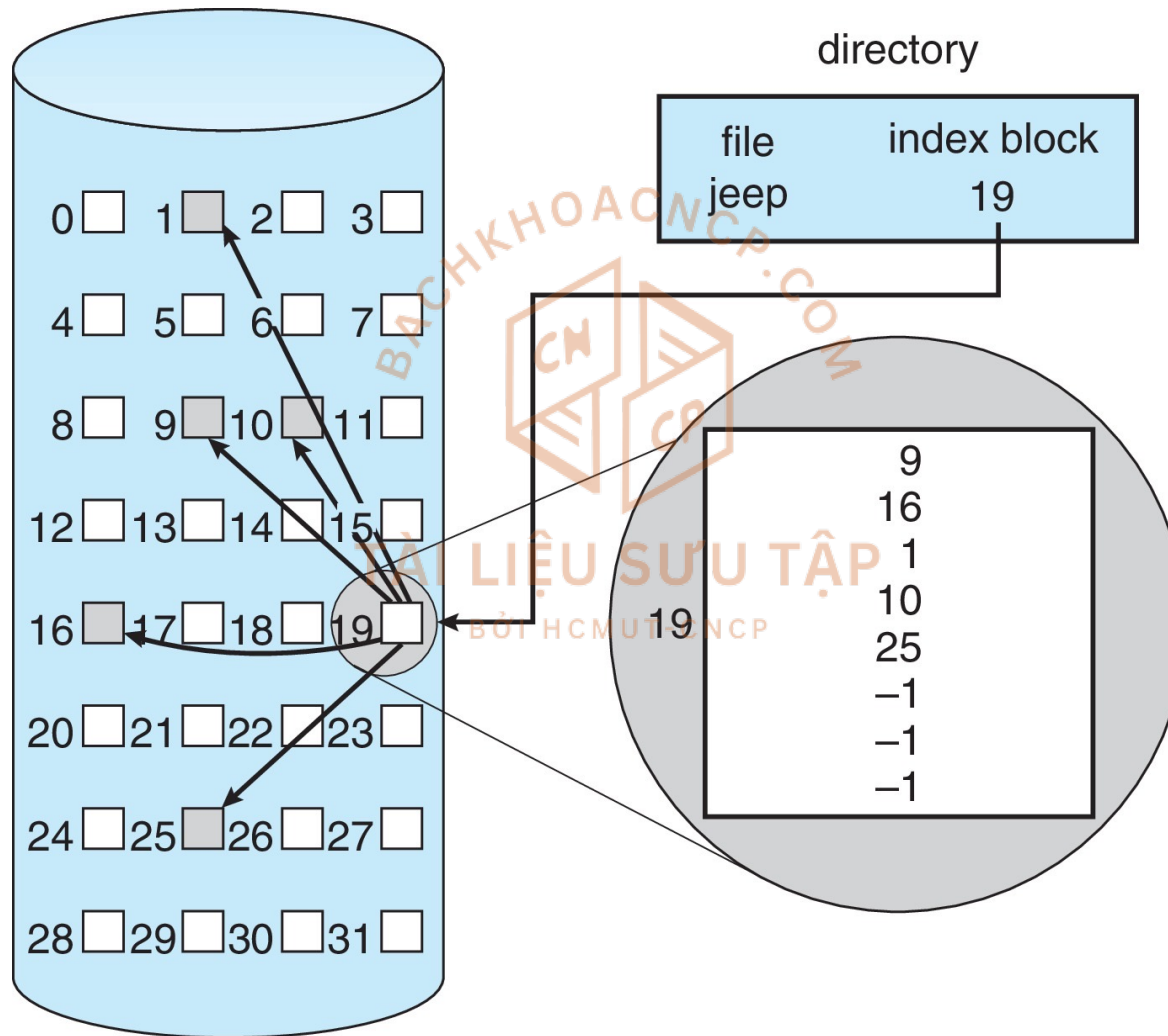 directory
file index block
jeep 19
0 1 2 3
4 5 6 7
8 9 10 11
12 13 14 15
16 17 18 19
20 21 22 23
24 25 26 27
28 29 30 31
19
9
16
1
10
25
–1
–1
–1
BACHKHOACNCP.COM
CN
CP
TÀI LIỆU SƯU TẬP
BỞI HCMUT-CNCP